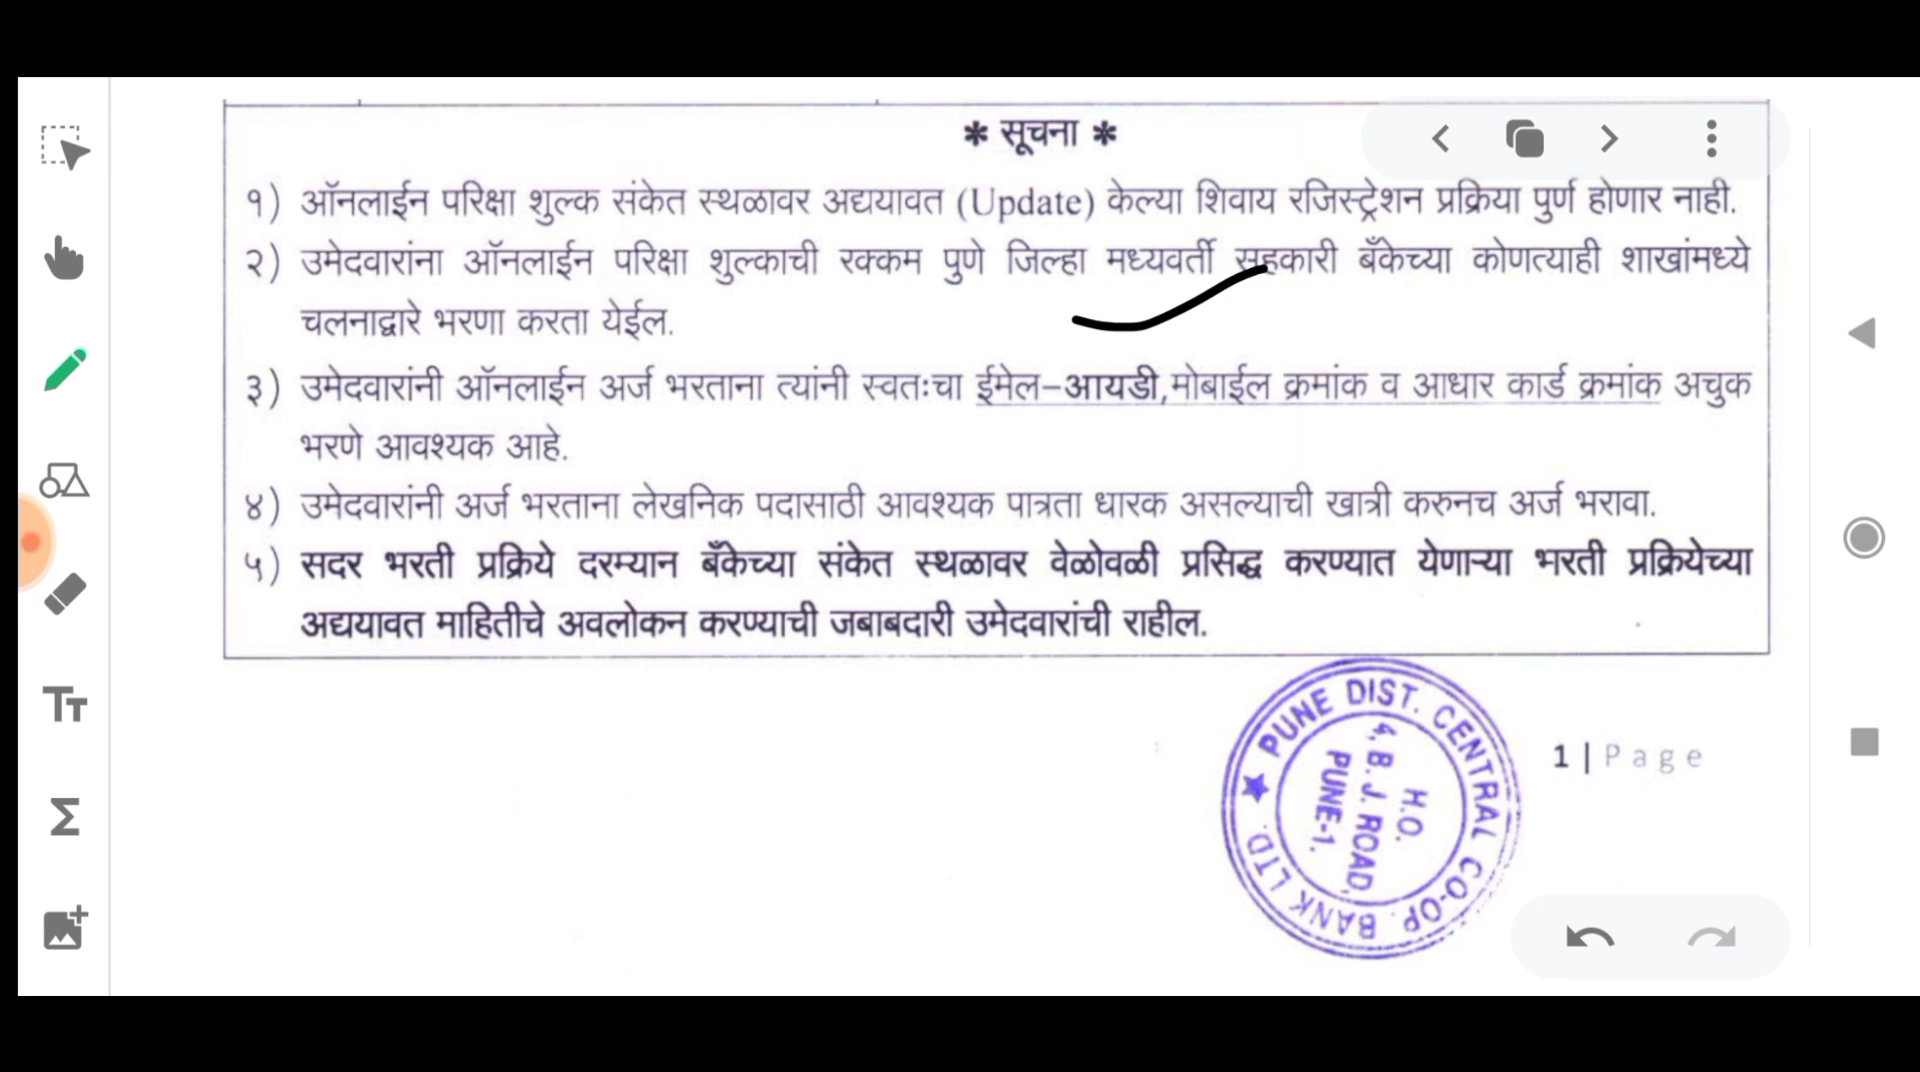 * सूचना *
१) ऑनलाईन परिक्षा शुल्क संकेत स्थळावर अद्ययावत (Update) केल्या शिवाय रजिस्ट्रेशन प्रक्रिया पुर्ण होणार नाही.
२) उमेदवारांना ऑनलाईन परिक्षा शुल्काची रक्कम पुणे जिल्हा मध्यवर्ती सहकारी बँकेच्या कोणत्याही शाखांमध्ये
चलनाद्वारे भरणा करता येईल.
३) उमेदवारांनी ऑनलाईन अर्ज भरताना त्यांनी स्वतःचा ईमेल-आयडी,मोबाईल क्रमांक व आधार कार्ड क्रमांक अचुक
भरणे आवश्यक आहे.
४) उमेदवारांनी अर्ज भरताना लेखनिक पदासाठी आवश्यक पात्रता धारक असल्याची खात्री करुनच अर्ज भरावा.
५) सदर भरती प्रक्रिये दरम्यान बँकेच्या संकेत स्थळावर वेळोवळी प्रसिद्ध करण्यात येणाऱ्या भरती प्रक्रियेच्या
अद्ययावत माहितीचे अवलोकन करण्याची जबाबदारी उमेदवारांची राहील.
★ PUNE DIST. CENTRAL CO-OP. BANK LTD.
H.O.
4, B.J. ROAD,
PUNE-1.
1 | Page
Tт
Σ